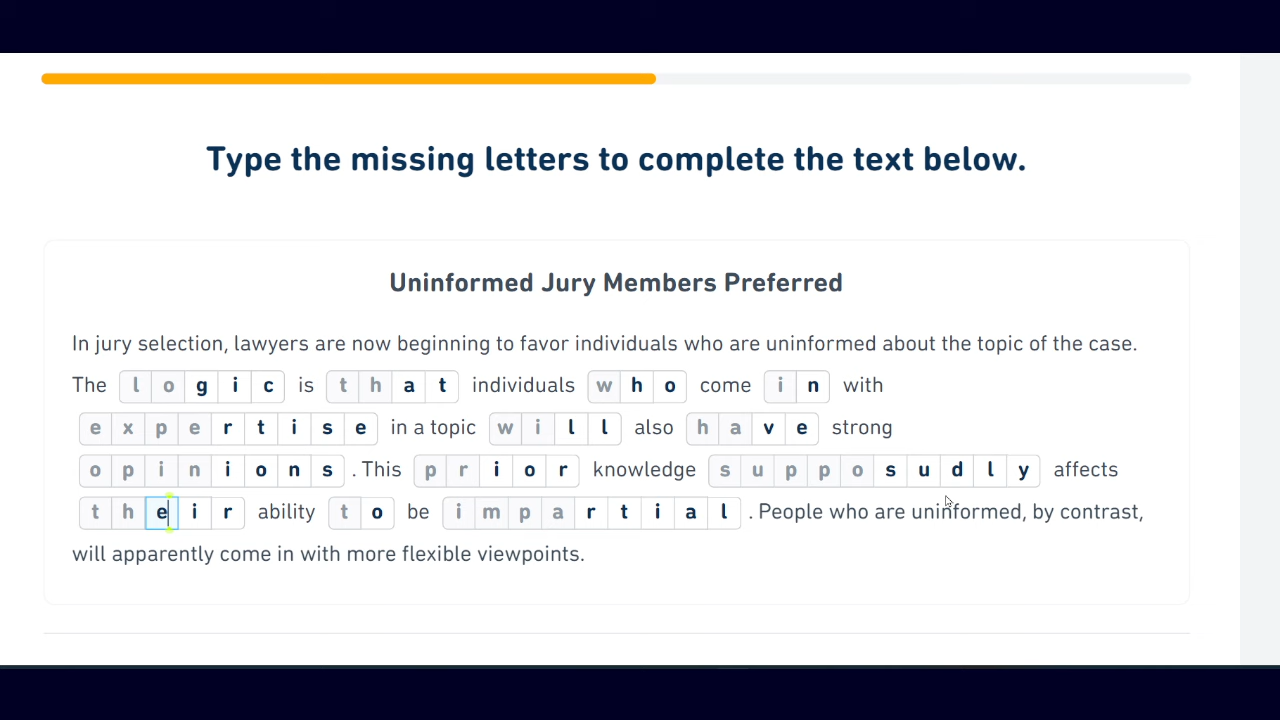 Type the missing letters to complete the text below.
Uninformed Jury Members Preferred
In jury selection, lawyers are now beginning to favor individuals who are uninformed about the topic of the case.
The logic is that individuals who come in with
expertise in a topic will also have strong
opinions. This prior knowledge supposudly affects
their ability to be impartial. People who are uninformed, by contrast,
will apparently come in with more flexible viewpoints.